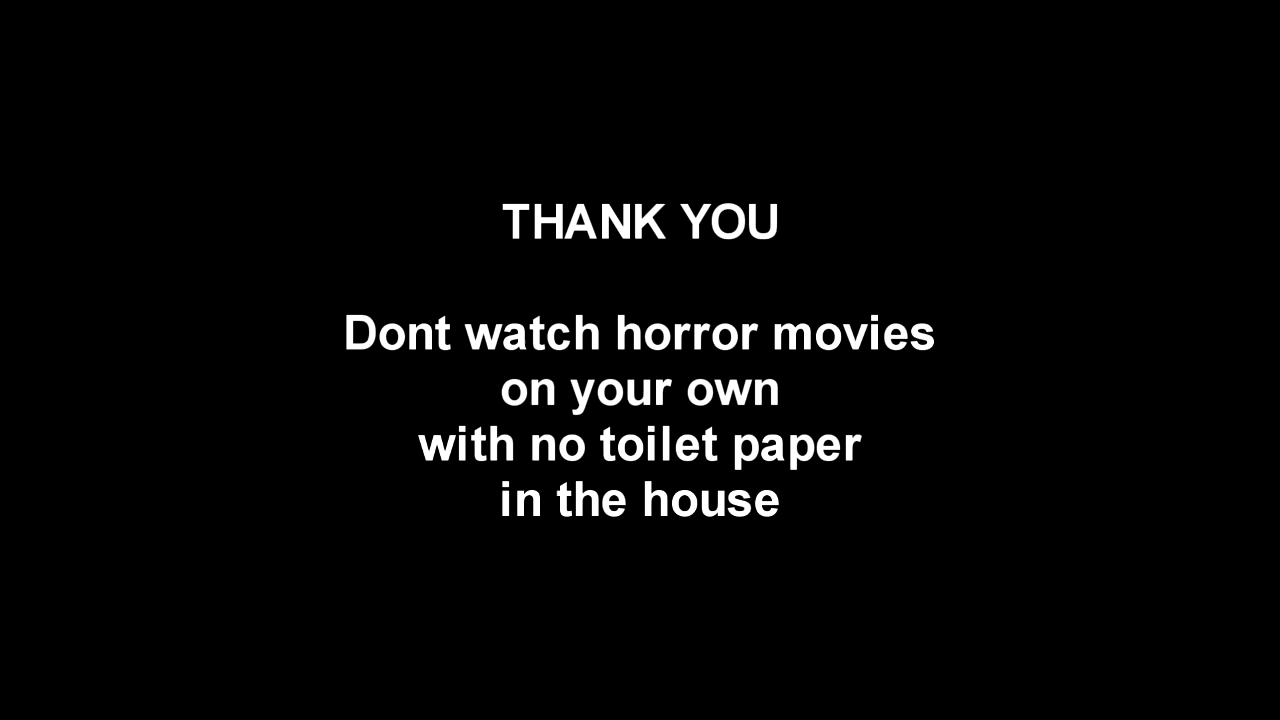 THANK YOU
Dont watch horror movies
on your own
with no toilet paper
in the house